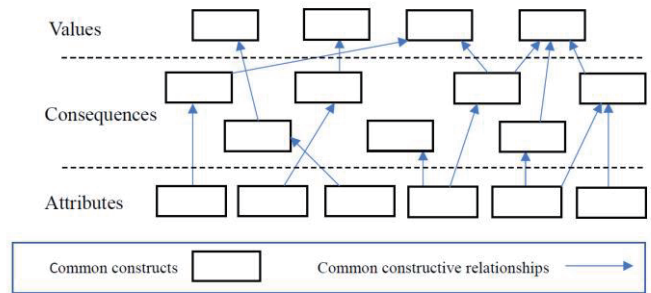 Values
Consequences
Attributes
Common constructs
Common constructive relationships